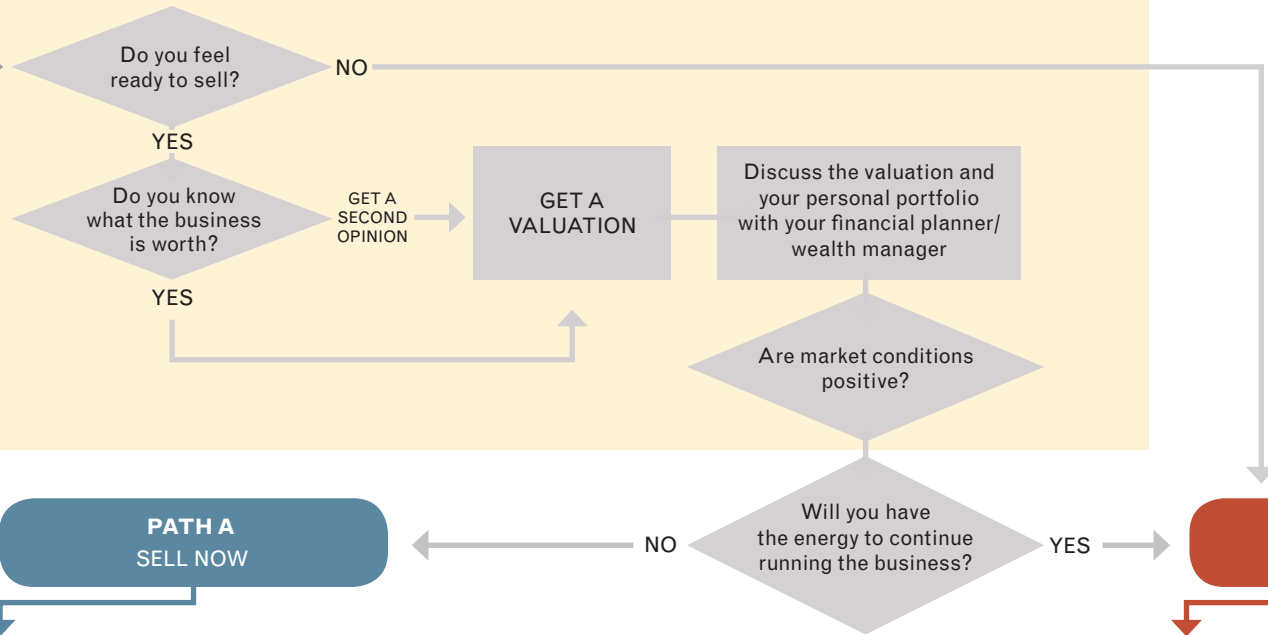 Do you feel
ready to sell?
NO
YES
Do you know
what the business
is worth?
GET A
SECOND
OPINION
GET A
VALUATION
Discuss the valuation and
your personal portfolio
with your financial planner/
wealth manager
YES
Are market conditions
positive?
PATH A
SELL NOW
NO
Will you have
the energy to continue
running the business?
YES